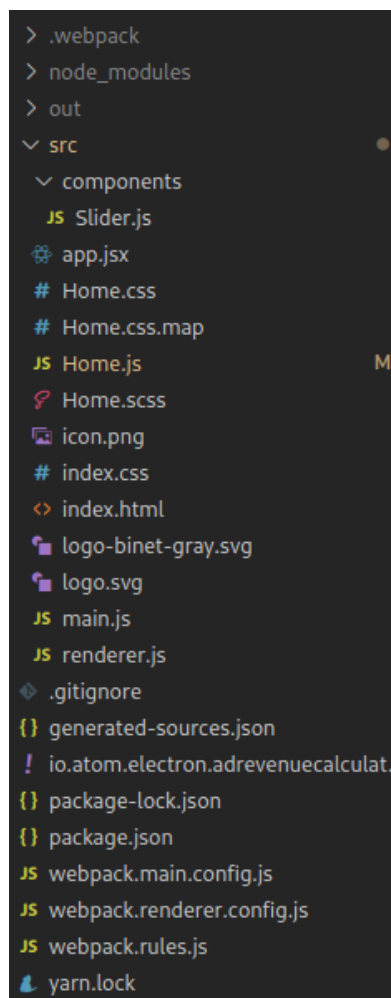 .webpack
node_modules
out
src
components
JS Slider.js
app.jsx
# Home.css
# Home.css.map
JS Home.js M
Home.scss
icon.png
# index.css
<> index.html
logo-binet-gray.svg
logo.svg
JS main.js
JS renderer.js
.gitignore
{} generated-sources.json
! io.atom.electron.adrevenuecalculat.
{} package-lock.json
{} package.json
JS webpack.main.config.js
JS webpack.renderer.config.js
JS webpack.rules.js
yarn.lock